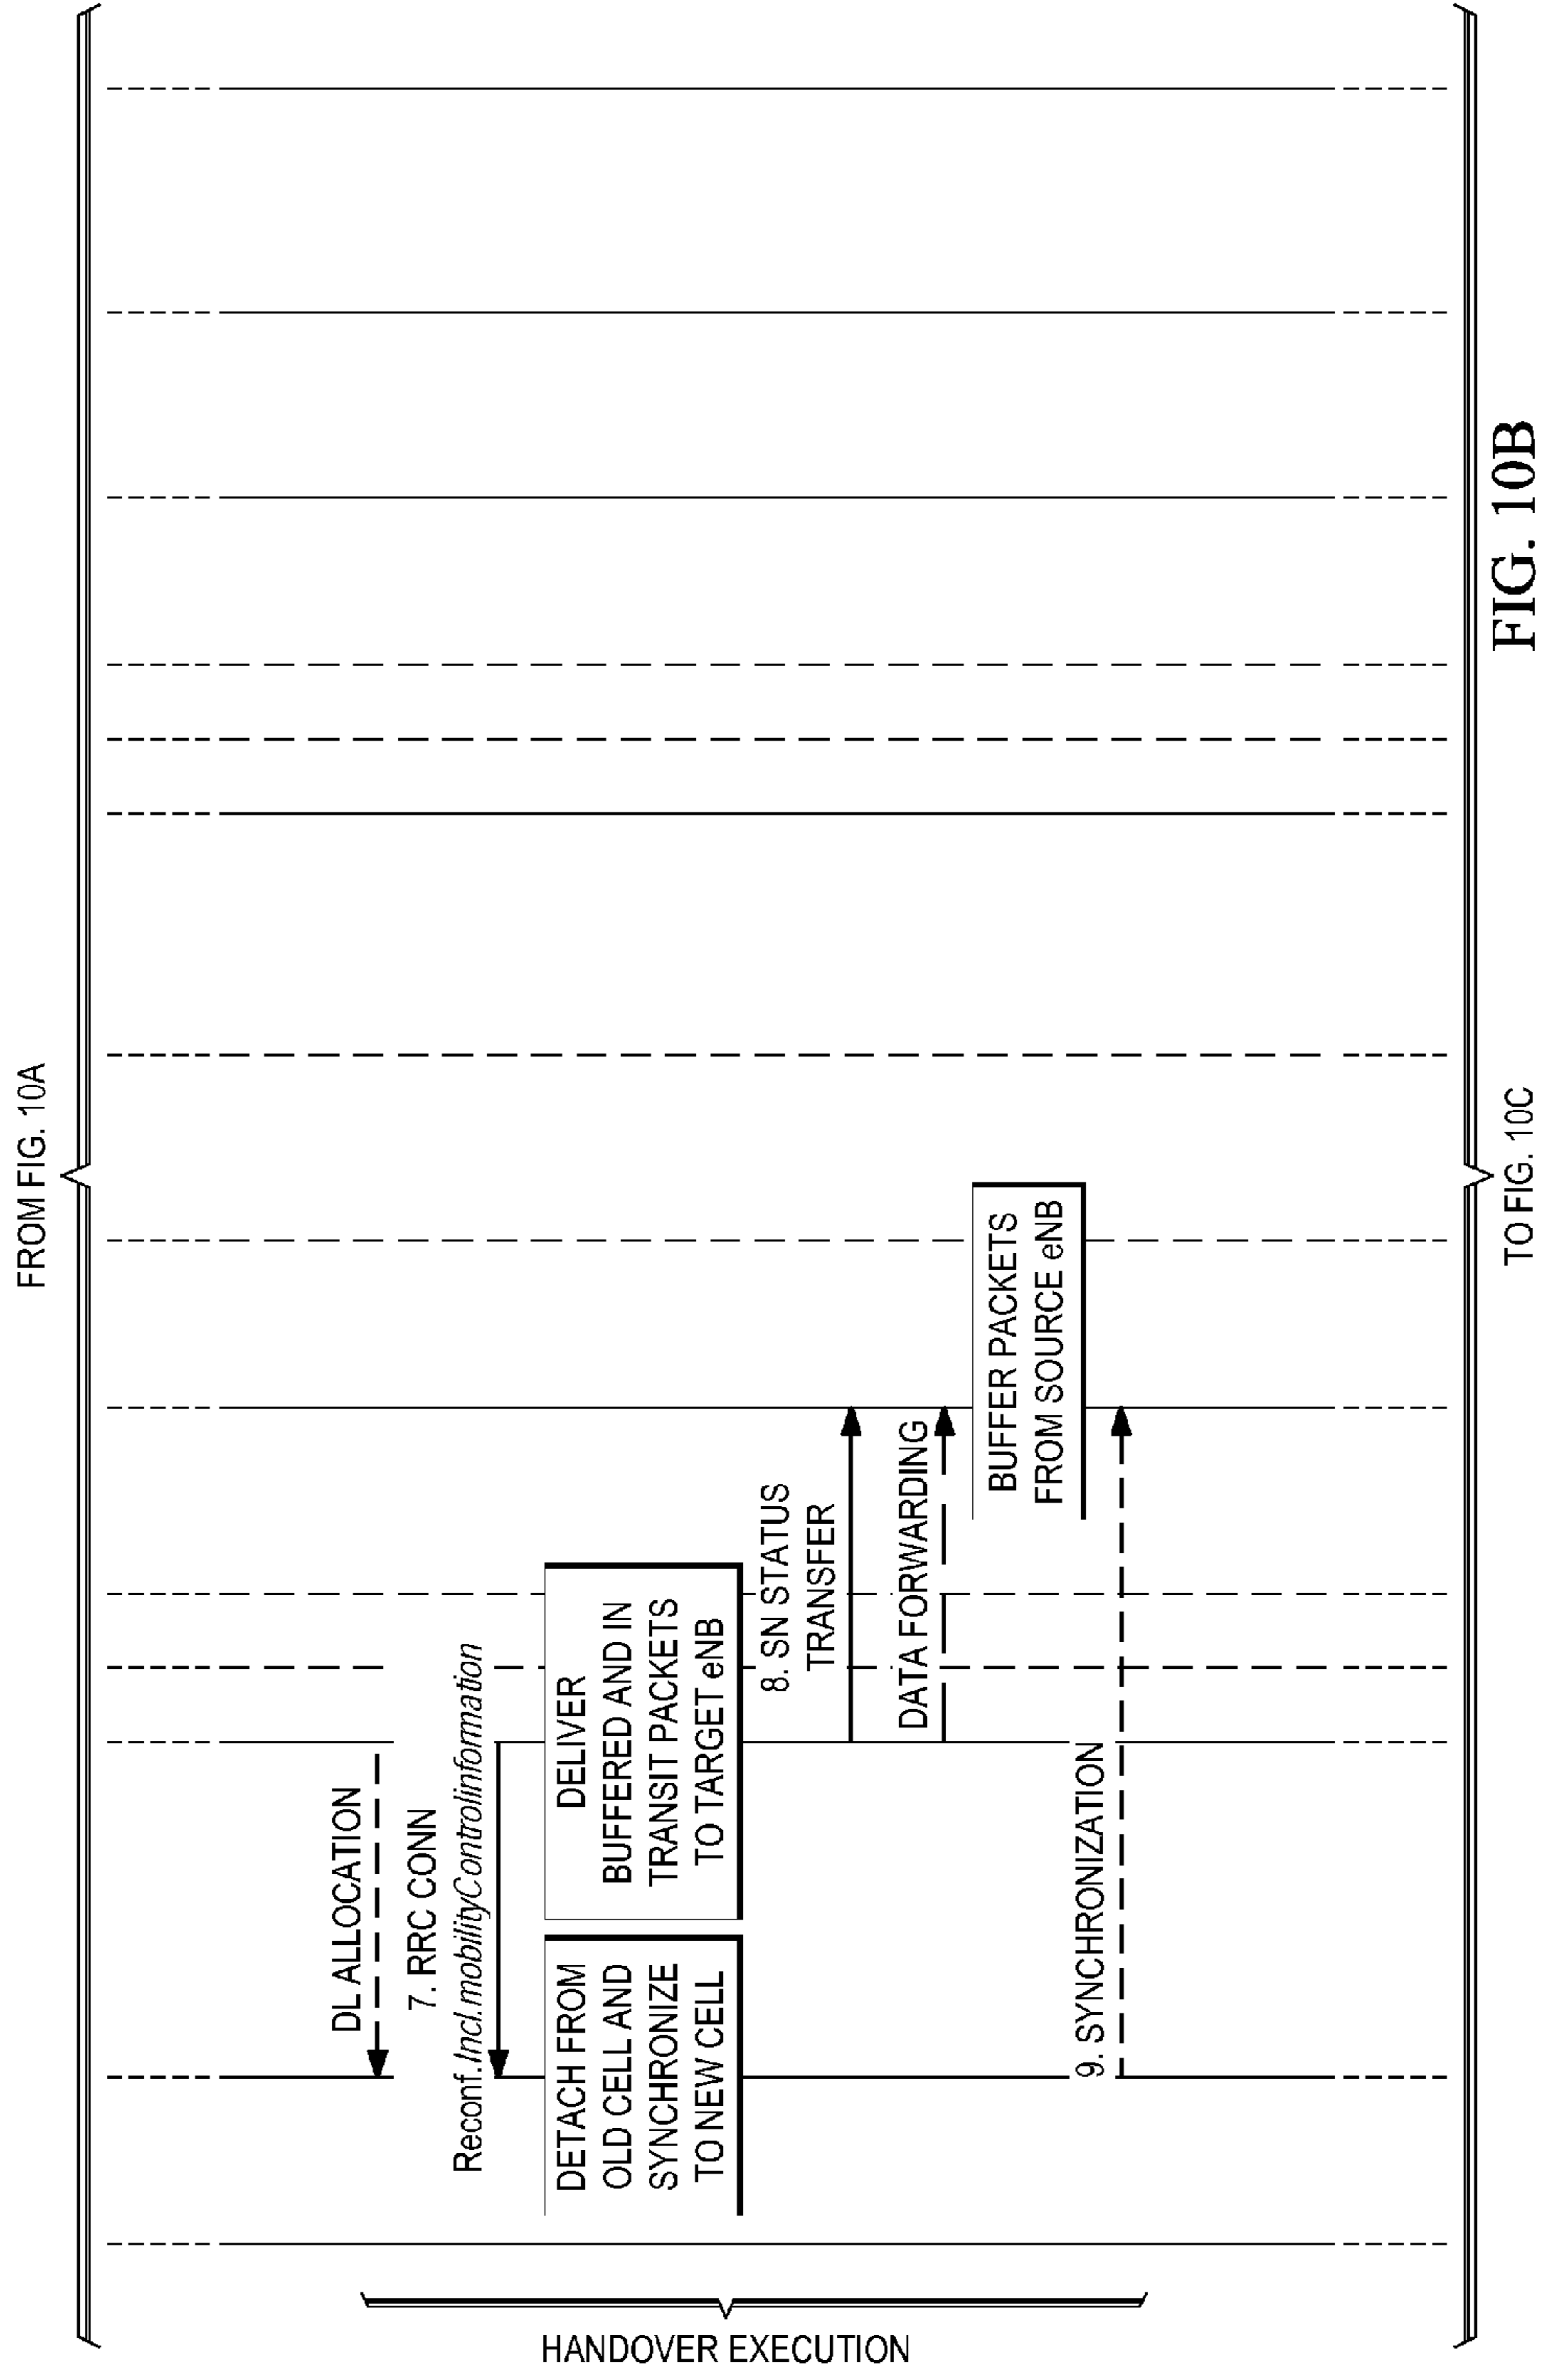 FROM FIG. 10A
DL ALLOCATION
7. RRC CONN
Reconf.Incl.mobilityControlinformation
DETACH FROM
OLD CELL AND
SYNCHRONIZE
TO NEW CELL
DELIVER
BUFFERED AND IN
TRANSIT PACKETS
TO TARGET eNB
8. SN STATUS
TRANSFER
DATA FORWARDING
BUFFER PACKETS
FROM SOURCE eNB
9. SYNCHRONIZATION
HANDOVER EXECUTION
TO FIG. 10C
FIG. 10B